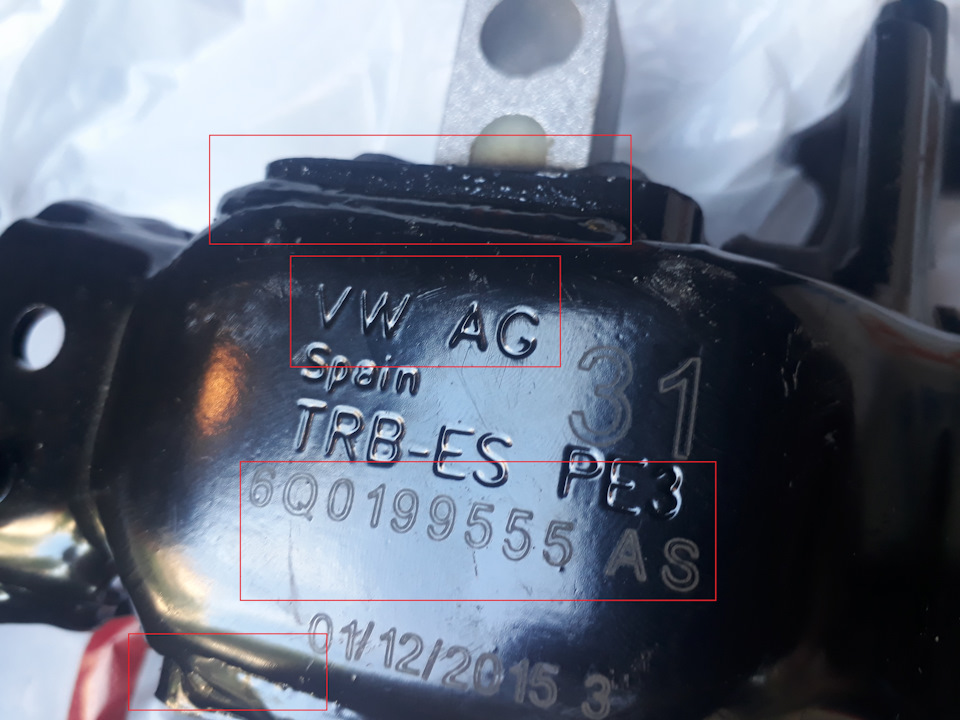 VW AG
Spain
31
TRB-ES PE3
6Q0199555 AS
01/12/2015 3